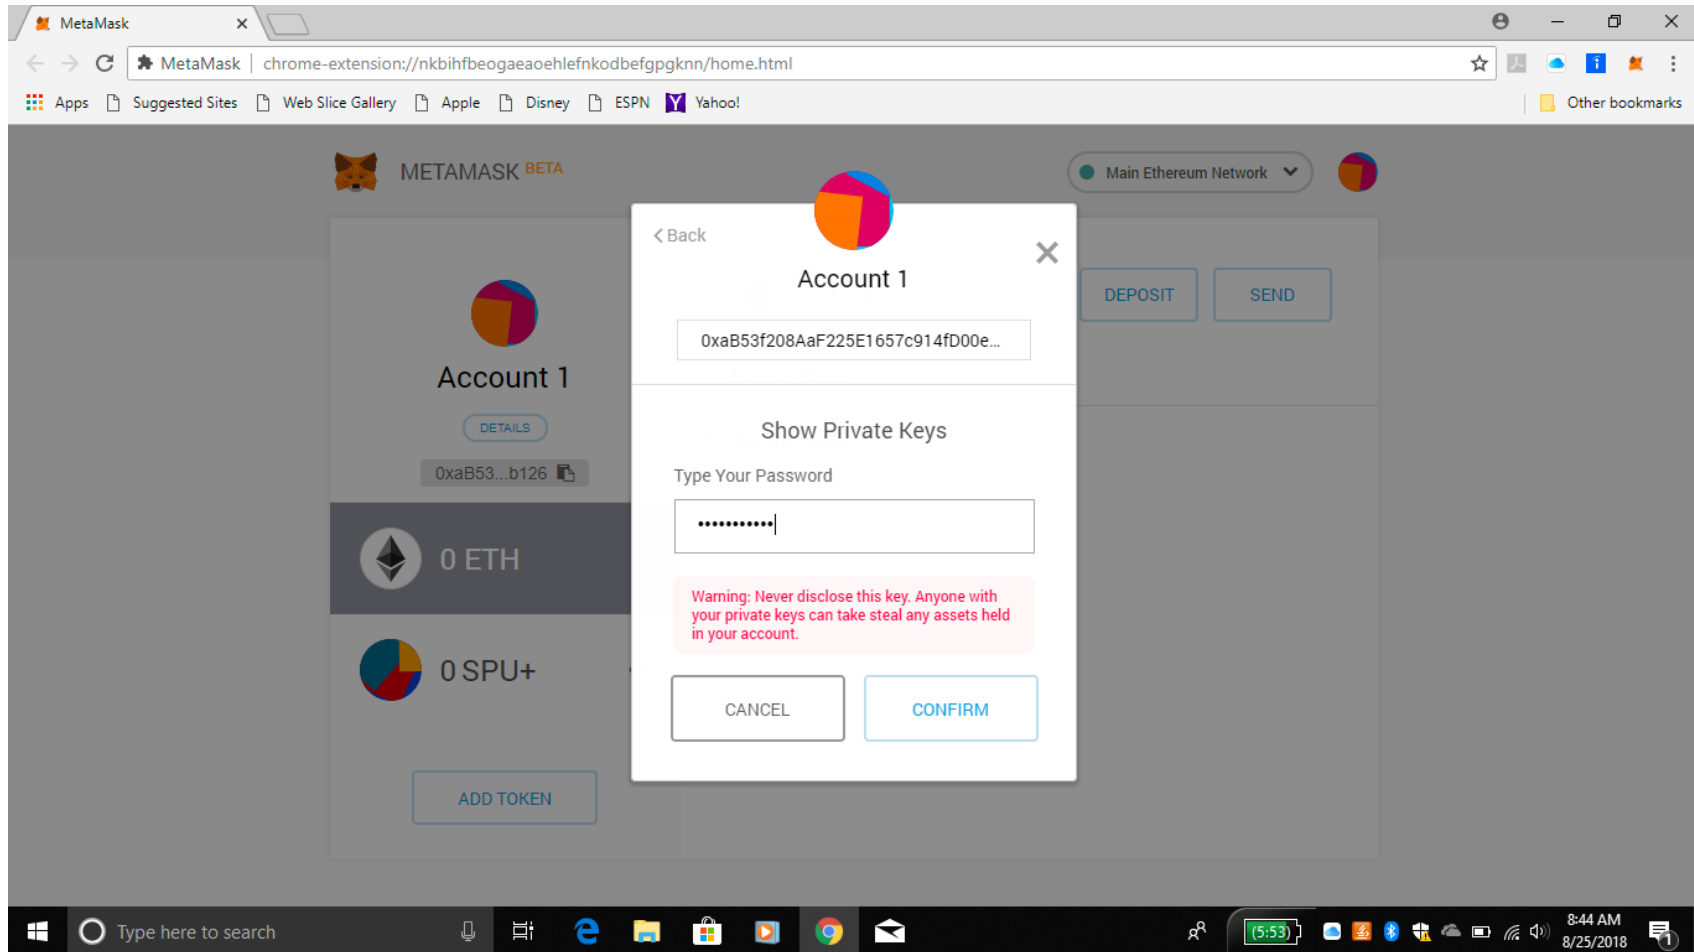 MetaMask
MetaMask chrome-extension://nkbihfbeogaeaoehlefnkodbefgpgknn/home.html
Apps Suggested Sites Web Slice Gallery Apple Disney ESPN Yahoo! Other bookmarks
METAMASK BETA
Main Ethereum Network
Back
Account 1
0xaB53f208AaF225E1657c914fD00e...
DEPOSIT SEND
Account 1
DETAILS
0xaB53...b126
0 ETH
0 SPU+
ADD TOKEN
Show Private Keys
Type Your Password
•••••••••••
Warning: Never disclose this key. Anyone with
your private keys can take steal any assets held
in your account.
CANCEL CONFIRM
Type here to search
(5:53)
8:44 AM
8/25/2018
1